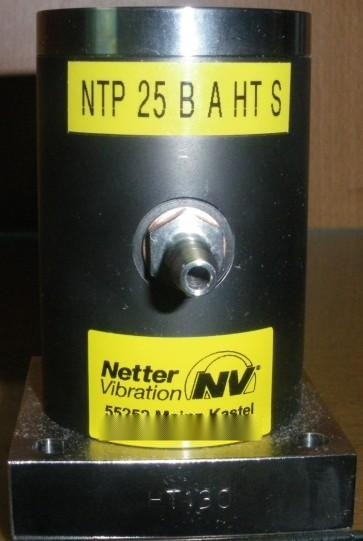 NTP 25 B A HT S
Netter
Vibration
NV
55252 Mainz-Kastel
HT130